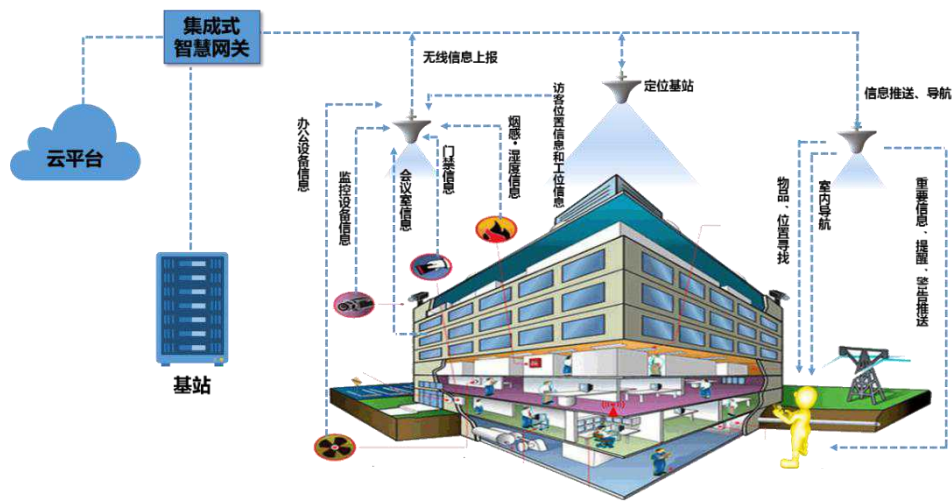 集成式
智慧网关
无线信息上报
定位基站
信息推送、导航
云平台
办公设备信息
监控设备信息
会议室信息
门禁信息
烟感·湿度信息
访客位置信息和工位信息
物品：位置寻找
室内导航
重要信息：提醒：警告推送
基站